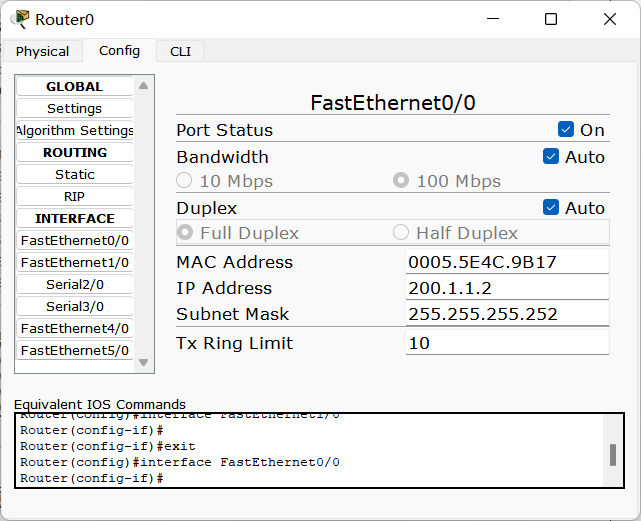 Router0
Physical Config CLI
GLOBAL
Settings
Algorithm Settings
ROUTING
Static
RIP
INTERFACE
FastEthernet0/0
FastEthernet1/0
Serial2/0
Serial3/0
FastEthernet4/0
FastEthernet5/0
FastEthernet0/0
Port Status On
Bandwidth Auto
10 Mbps 100 Mbps
Duplex Auto
Full Duplex Half Duplex
MAC Address 0005.5E4C.9B17
IP Address 200.1.1.2
Subnet Mask 255.255.255.252
Tx Ring Limit 10
Equivalent IOS Commands
Router(config)#interface FastEthernet1/0
Router(config-if)#
Router(config-if)#exit
Router(config)#interface FastEthernet0/0
Router(config-if)#